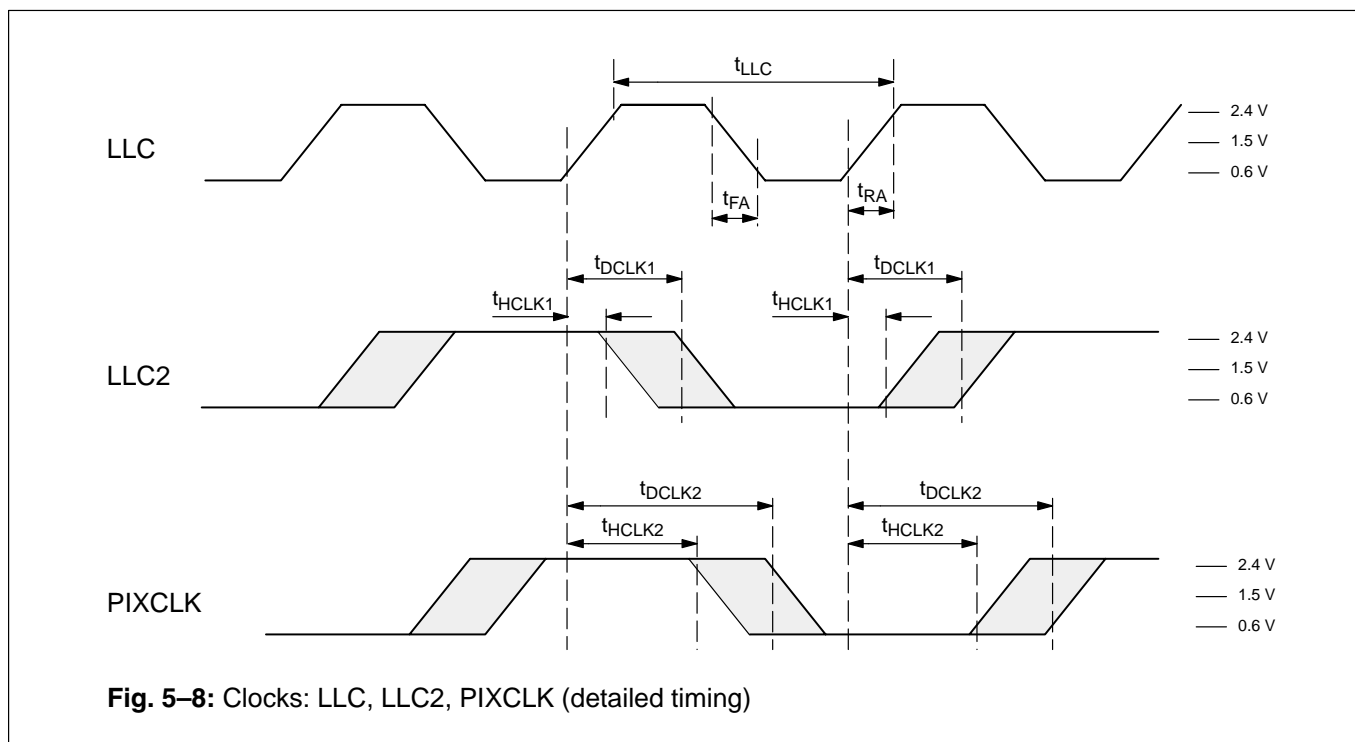 tLLC
LLC
2.4 V
1.5 V
0.6 V
tFA
tRA
tDCLK1
tDCLK1
tHCLK1
tHCLK1
LLC2
2.4 V
1.5 V
0.6 V
tDCLK2
tDCLK2
tHCLK2
tHCLK2
PIXCLK
2.4 V
1.5 V
0.6 V
Fig. 5–8: Clocks: LLC, LLC2, PIXCLK (detailed timing)